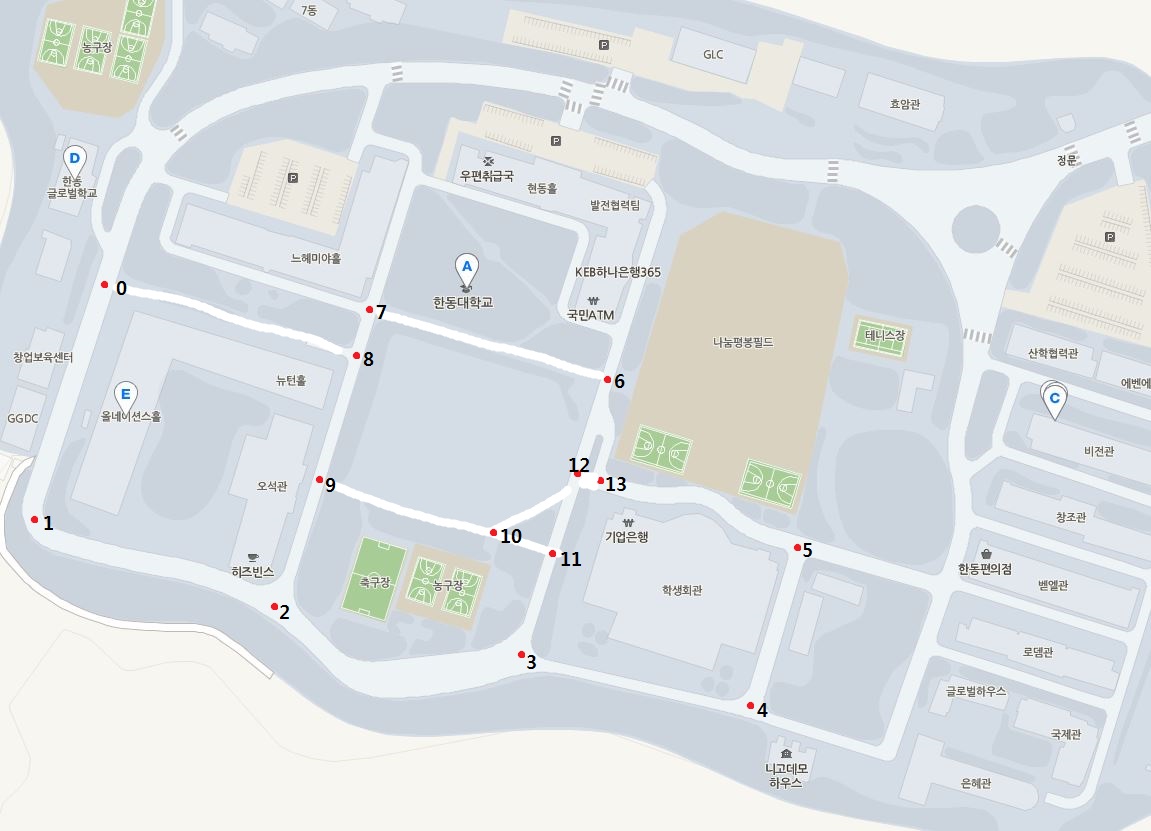 7동
농구장
P
GLC
효암관
정문
P
우편취급국
현동홀
발전협력팀
D
한동
글로벌학교
P
느헤미야홀
A
한동대학교
KEB하나은행365
국민ATM
P
0
7
나눔평봉필드
테니스장
산학협력관
에벤에
창업보육센터
8
뉴턴홀
6
E
올네이션스홀
GGDC
C
비전관
오석관
9
12
13
1
10
기업은행
창조관
5
11
한동편의점
히즈빈스
축구장
농구장
벧엘관
학생회관
2
3
로뎀관
글로벌하우스
4
국제관
니고데모
하우스
은혜관